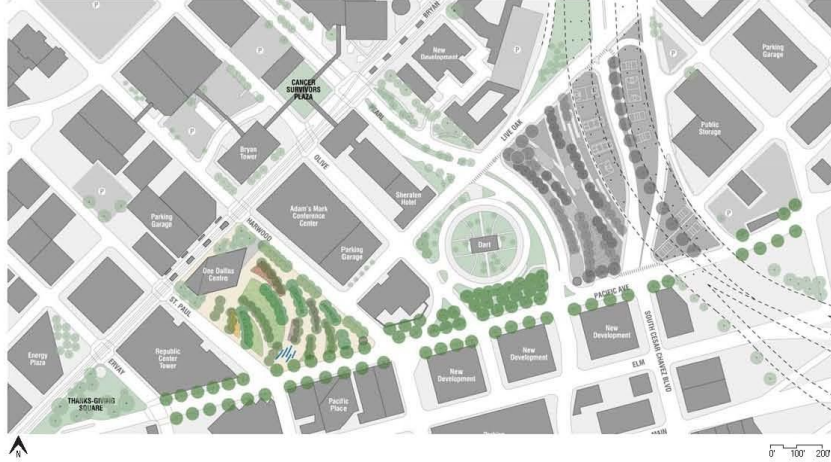 P
P
BRYAN
New
Development
P
P
Parking
Garage
CANCER
SURVIVORS
PLAZA
CARL
LIVE OAK
P
Public
Storage
Bryan
Tower
OLIVE
P
Sheraton
Hotel
Parking
Garage
Adam's Mark
Conference
Center
P
HARWOOD
Parking
Garage
Dart
One Dallas
Centre
ST. PAUL
PACIFIC AVE
New
Development
SOUTH CESAR CHAVEZ BLVD
Energy
Plaza
ERVAY
Republic
Center
Tower
New
Development
ELM
New
Development
THANKS-GIVING
SQUARE
Pacific
Place
MAIN
0' 100' 200'